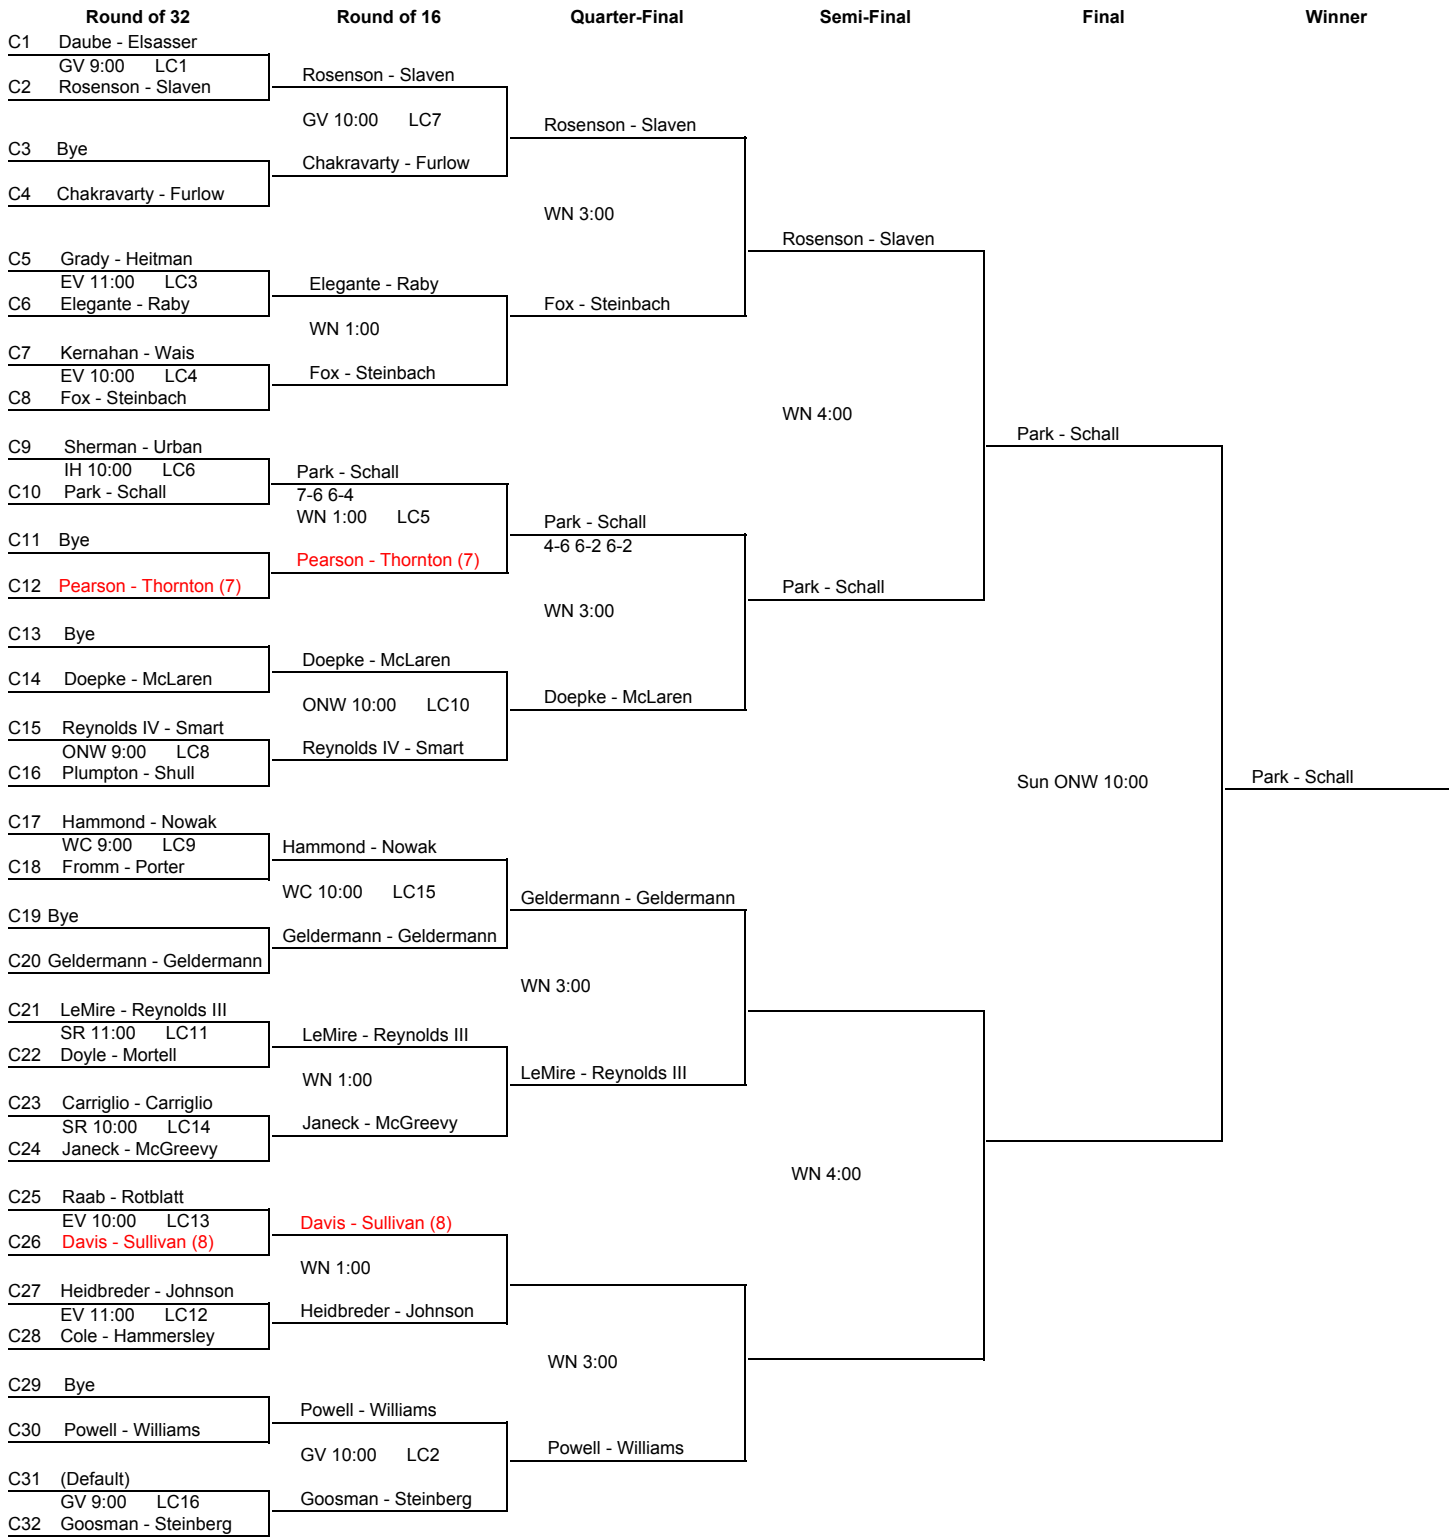 Round of 32 Round of 16 Quarter-Final Semi-Final Final Winner
C1 Daube - Elsasser
GV 9:00 LC1
C2 Rosenson - Slaven
C3 Bye
C4 Chakravarty - Furlow
C5 Grady - Heitman
EV 11:00 LC3
C6 Elegante - Raby
C7 Kernahan - Wais
EV 10:00 LC4
C8 Fox - Steinbach
C9 Sherman - Urban
IH 10:00 LC6
C10 Park - Schall
C11 Bye
C12 Pearson - Thornton (7)
C13 Bye
C14 Doepke - McLaren
C15 Reynolds IV - Smart
ONW 9:00 LC8
C16 Plumpton - Shull
C17 Hammond - Nowak
WC 9:00 LC9
C18 Fromm - Porter
C19 Bye
C20 Geldermann - Geldermann
C21 LeMire - Reynolds III
SR 11:00 LC11
C22 Doyle - Mortell
C23 Carriglio - Carriglio
SR 10:00 LC14
C24 Janeck - McGreevy
C25 Raab - Rotblatt
EV 10:00 LC13
C26 Davis - Sullivan (8)
C27 Heidbreder - Johnson
EV 11:00 LC12
C28 Cole - Hammersley
C29 Bye
C30 Powell - Williams
C31 (Default)
GV 9:00 LC16
C32 Goosman - Steinberg
Rosenson - Slaven
GV 10:00 LC7
Chakravarty - Furlow
Elegante - Raby
WN 1:00
Fox - Steinbach
Park - Schall
7-6 6-4
WN 1:00 LC5
Pearson - Thornton (7)
Doepke - McLaren
ONW 10:00 LC10
Reynolds IV - Smart
Hammond - Nowak
WC 10:00 LC15
Geldermann - Geldermann
LeMire - Reynolds III
WN 1:00
Janeck - McGreevy
Davis - Sullivan (8)
WN 1:00
Heidbreder - Johnson
Powell - Williams
GV 10:00 LC2
Goosman - Steinberg
Rosenson - Slaven
WN 3:00
Fox - Steinbach
Park - Schall
4-6 6-2 6-2
WN 3:00
Doepke - McLaren
Geldermann - Geldermann
WN 3:00
LeMire - Reynolds III
WN 3:00
Powell - Williams
Rosenson - Slaven
WN 4:00
Park - Schall
WN 4:00
Park - Schall
Sun ONW 10:00
Park - Schall